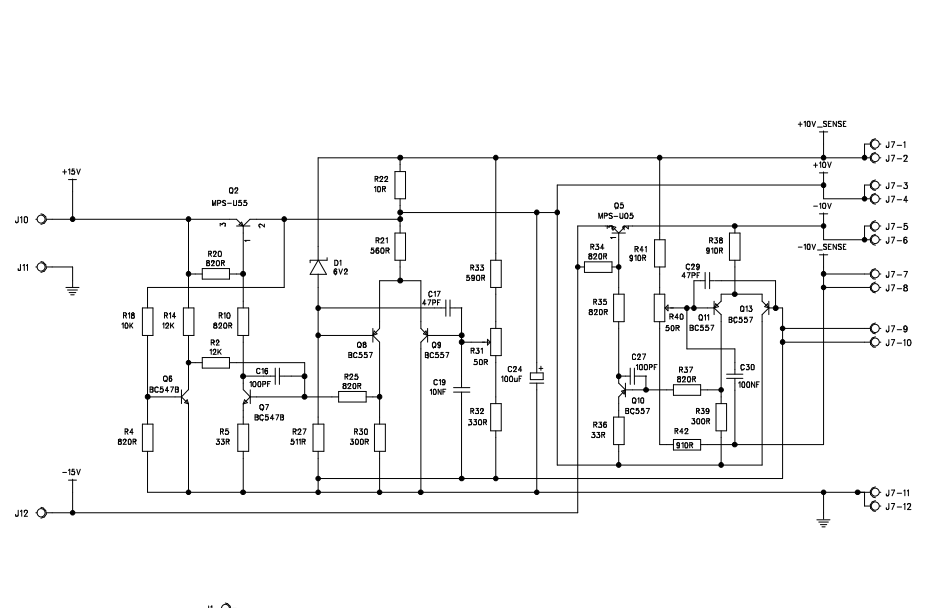 +10V_SENSE
J7-1
J7-2
+10V
J7-3
J7-4
-10V
J7-5
J7-6
-10V_SENSE
J7-7
J7-8
J7-9
J7-10
J7-11
J7-12
+15V
J10
J11
-15V
J12
Q2
MPS-U55
3
2
1
R20
820R
R18
10K
R14
12K
R10
820R
R2
12K
C16
100PF
Q6
BC547B
Q7
BC547B
R4
820R
R5
33R
R27
511R
R25
820R
R30
300R
D1
6V2
R22
10R
R21
560R
C17
47PF
Q8
BC557
Q9
BC557
C19
10NF
R33
590R
R31
50R
R32
330R
C24
100uF
+
Q5
MPS-U05
R34
820R
R35
820R
C27
100PF
Q10
BC557
R36
33R
R41
910R
R40
50R
R38
910R
C29
47PF
Q11
BC557
Q13
BC557
R37
820R
C30
100NF
R39
300R
R42
910R